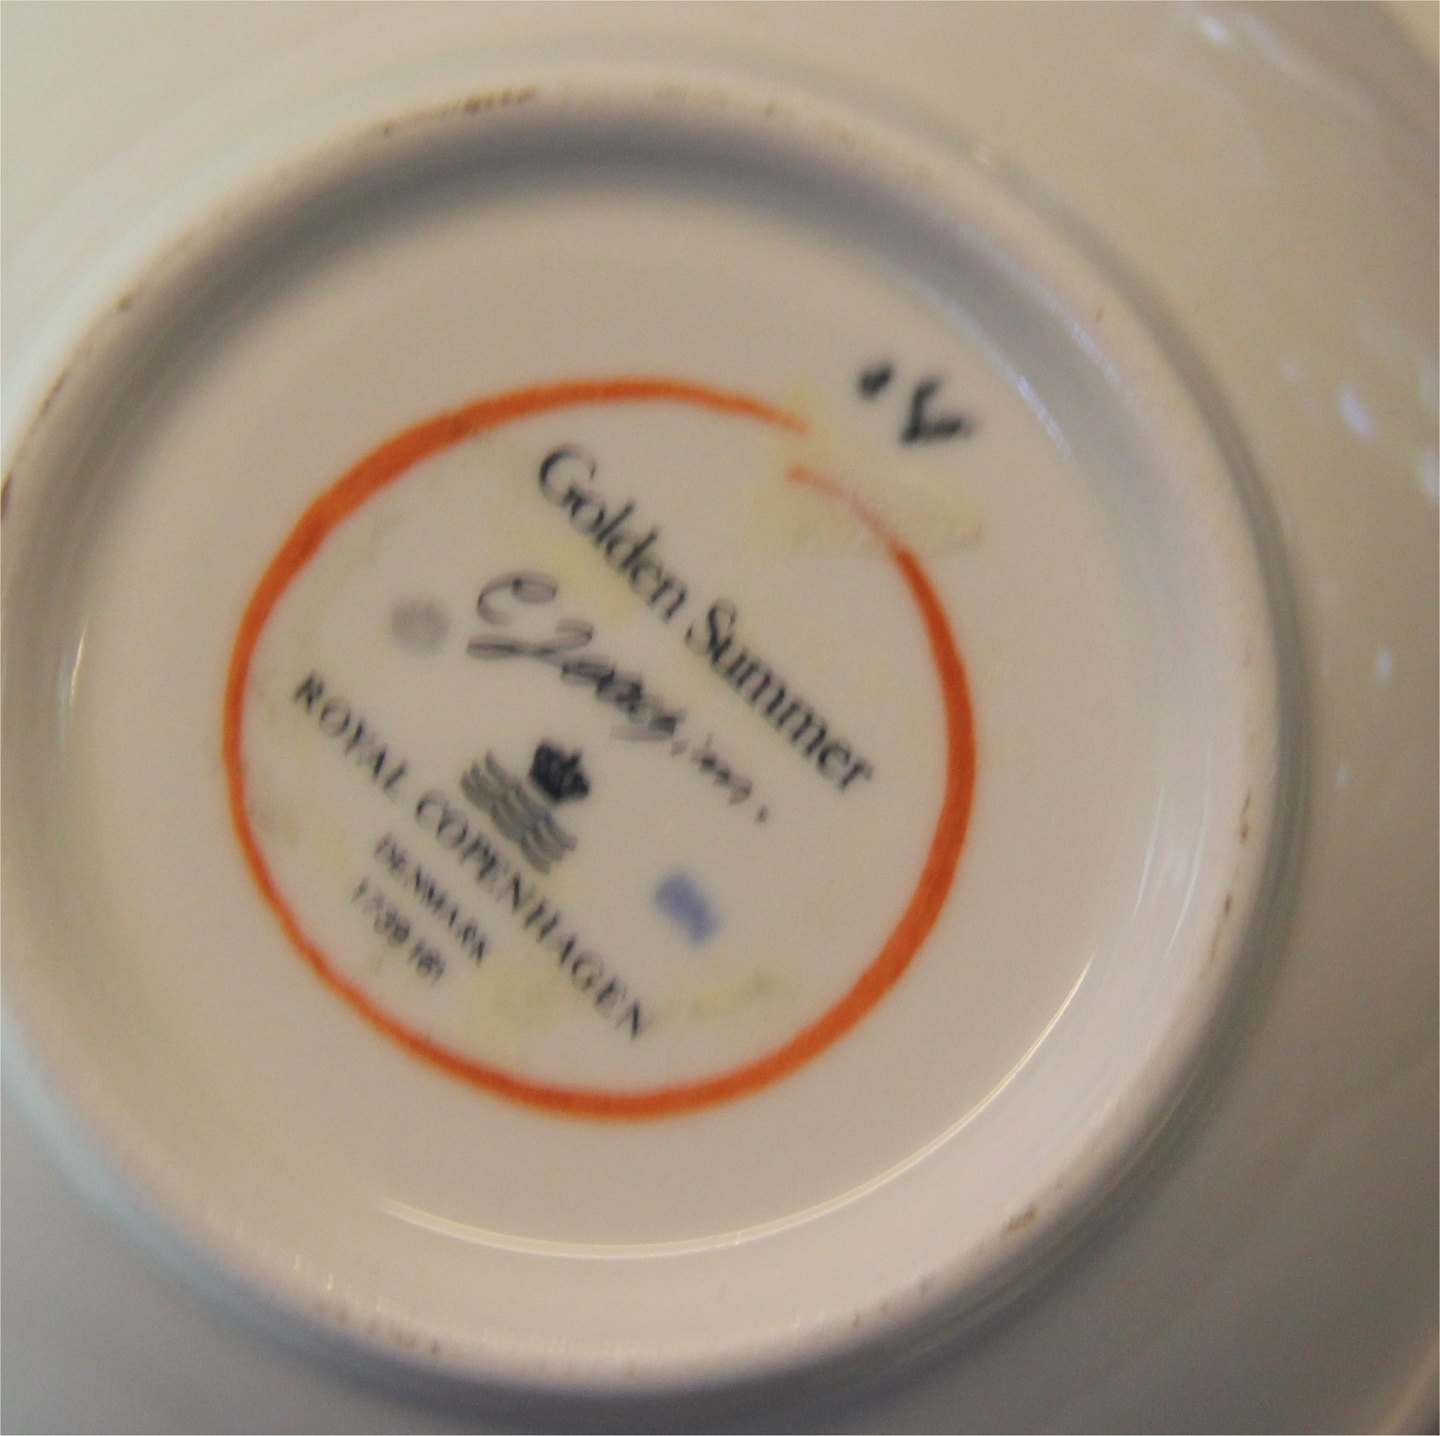 Golden Summer
ROYAL COPENHAGEN
DENMARK